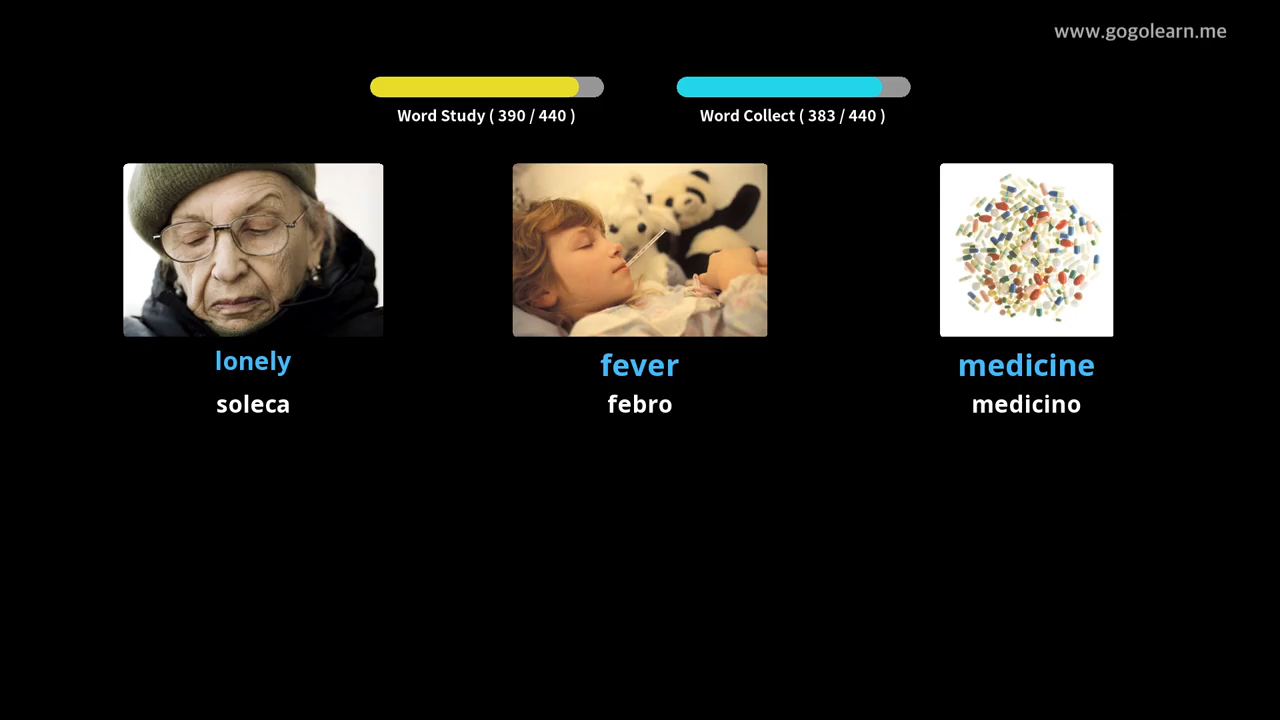 www.gogolearn.me
Word Study ( 390 / 440 )
Word Collect ( 383 / 440 )
lonely
fever
medicine
soleca
febro
medicino